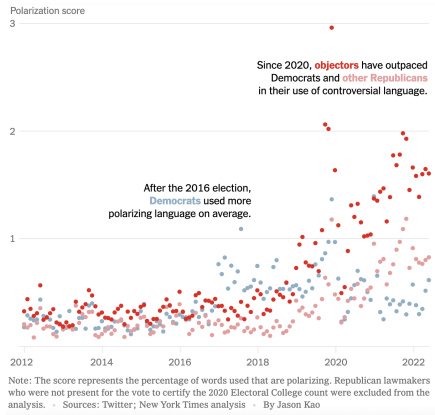 Polarization score
3
Since 2020, objectors have outpaced
Democrats and other Republicans
in their use of controversial language.
2
After the 2016 election,
Democrats used more
polarizing language on average.
1
2012 2014 2016 2018 2020 2022
Note: The score represents the percentage of words used that are polarizing. Republican lawmakers
who were not present for the vote to certify the 2020 Electoral College count were excluded from the
analysis. • Sources: Twitter; New York Times analysis • By Jason Kao